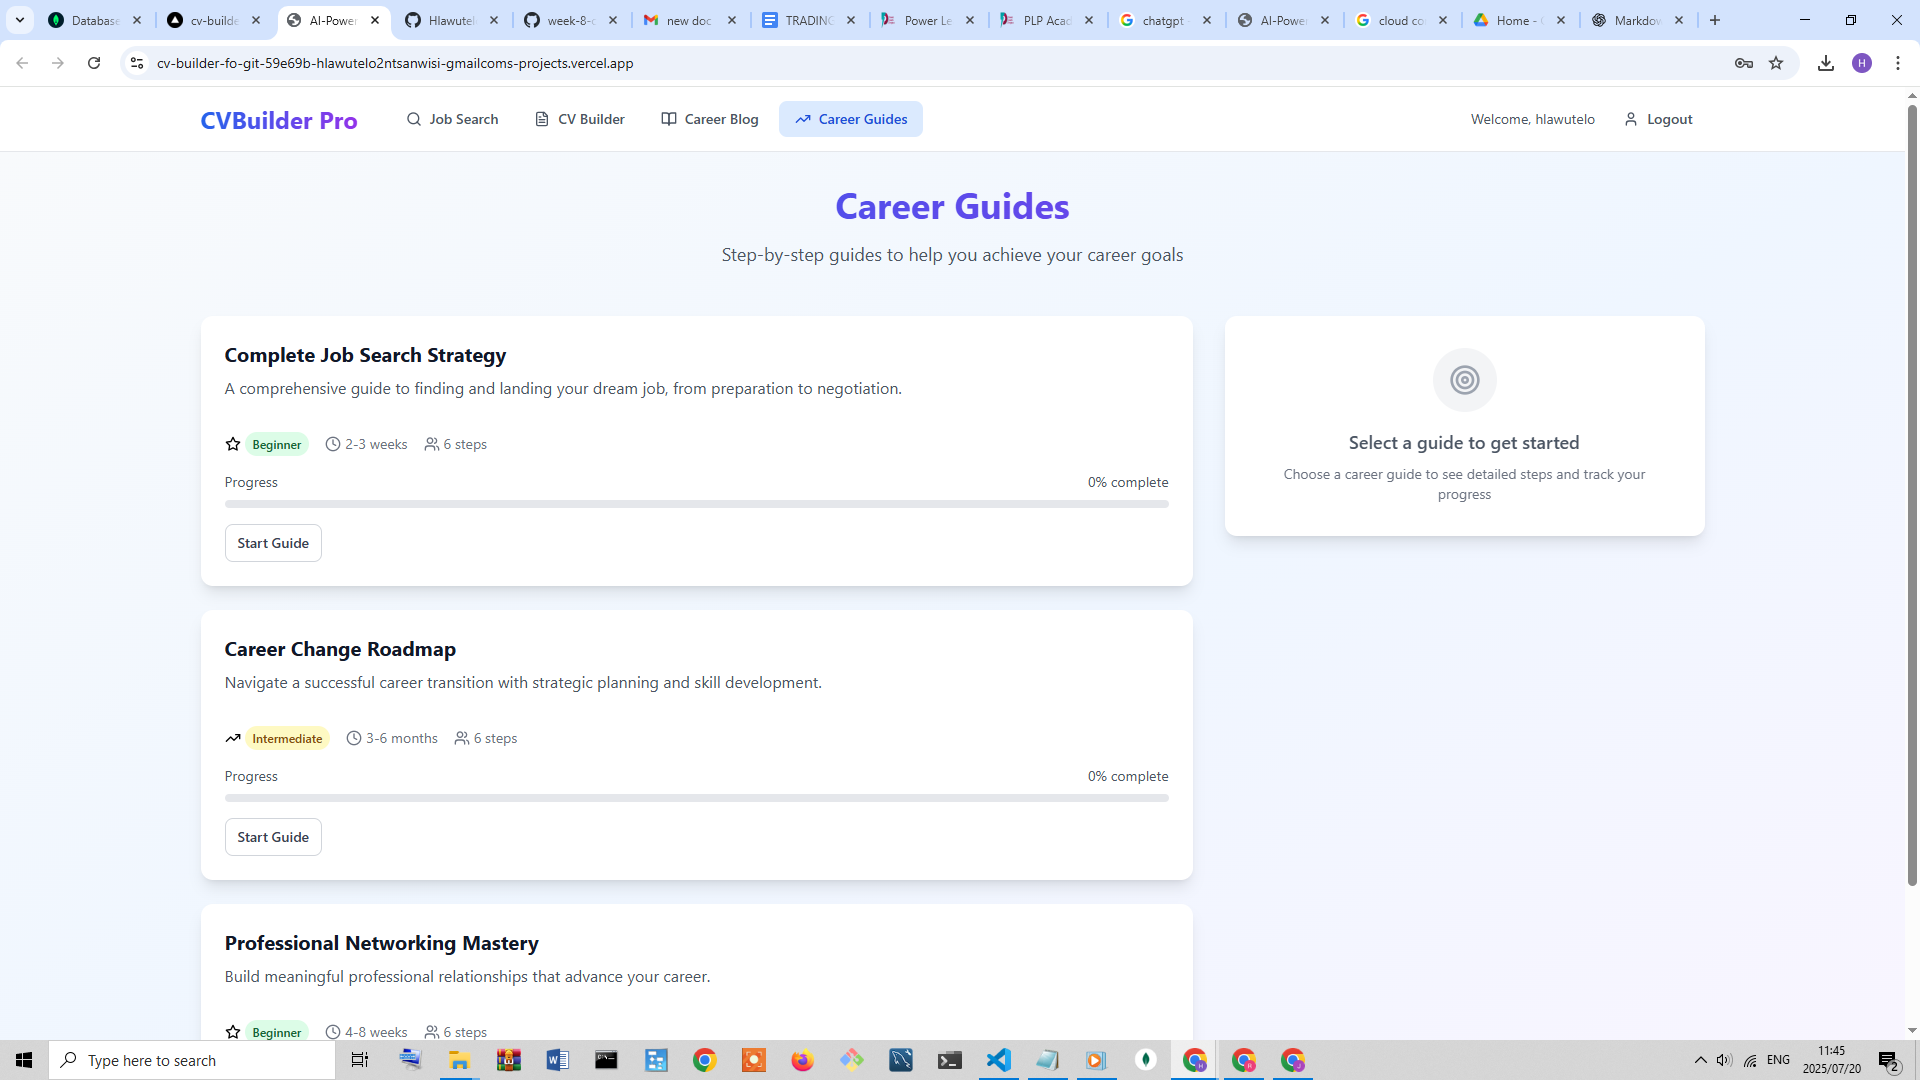 Database
cv-builde
AI-Power
Hlawutel
week-8-c
new doc
TRADING
Power Le
PLP Acad
chatgpt
AI-Power
cloud co
Home -
Markdow
cv-builder-fo-git-59e69b-hlawutelo2ntsanwisi-gmailcoms-projects.vercel.app
H
CVBuilder Pro
Job Search
CV Builder
Career Blog
Career Guides
Welcome, hlawutelo
Logout
Career Guides
Step-by-step guides to help you achieve your career goals
Complete Job Search Strategy
A comprehensive guide to finding and landing your dream job, from preparation to negotiation.
Beginner
2-3 weeks
6 steps
Progress
0% complete
Start Guide
Select a guide to get started
Choose a career guide to see detailed steps and track your
progress
Career Change Roadmap
Navigate a successful career transition with strategic planning and skill development.
Intermediate
3-6 months
6 steps
Progress
0% complete
Start Guide
Professional Networking Mastery
Build meaningful professional relationships that advance your career.
Beginner
4-8 weeks
6 steps
Type here to search
ENG
11:45
2025/07/20
2